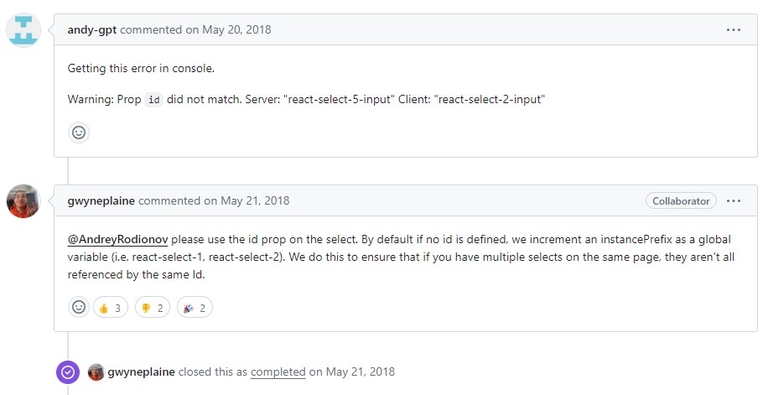 andy-gpt commented on May 20, 2018
Getting this error in console.
Warning: Prop id did not match. Server: "react-select-5-input" Client: "react-select-2-input"
gwyneplaine commented on May 21, 2018 Collaborator
@AndreyRodionov please use the id prop on the select. By default if no id is defined, we increment an instancePrefix as a global
variable (i.e. react-select-1, react-select-2). We do this to ensure that if you have multiple selects on the same page, they aren't all
referenced by the same Id.
👍 3 👎 2 🎉 2
gwyneplaine closed this as completed on May 21, 2018